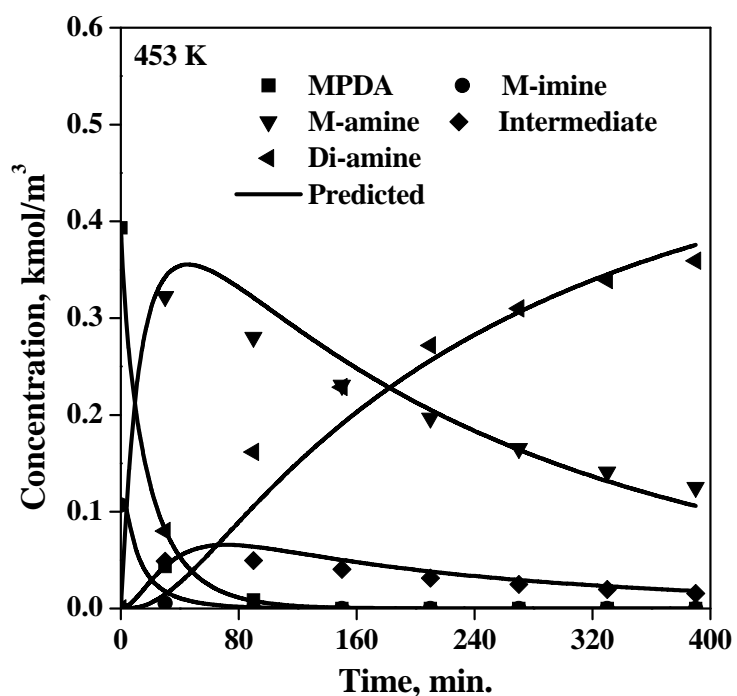 0.6
453 K
MPDA M-imine
M-amine Intermediate
Di-amine
Predicted
0.5
0.4
0.3
0.2
0.1
0.0
Concentration, kmol/m³
0 80 160 240 320 400
Time, min.